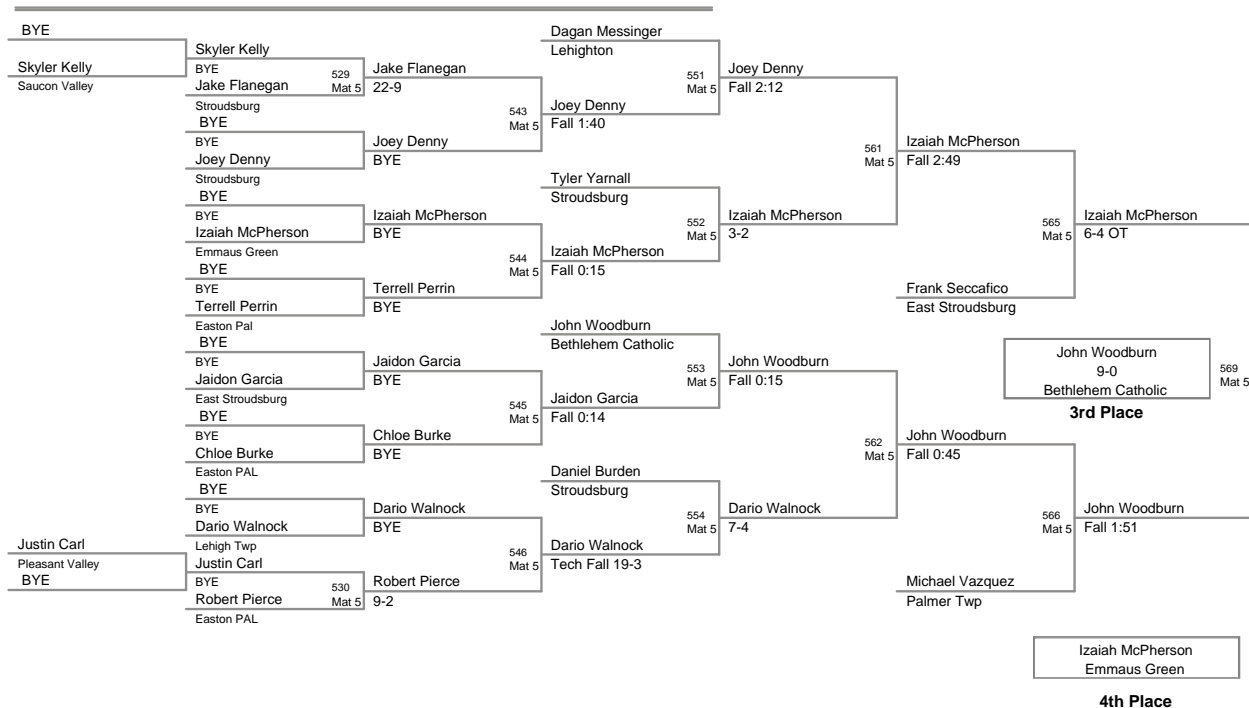 BYE
Skyler Kelly
Saucon Valley
Justin Carl
Pleasant Valley
BYE
Skyler Kelly
BYE
Jake Flanegan
Stroudsburg
529
Mat 5
BYE
BYE
Joey Denny
Stroudsburg
BYE
BYE
Izaiah McPherson
Emmaus Green
BYE
BYE
Terrell Perrin
Easton Pal
BYE
BYE
Jaidon Garcia
East Stroudsburg
BYE
BYE
Chloe Burke
Easton PAL
BYE
BYE
Dario Walnock
Lehigh Twp
Justin Carl
BYE
Robert Pierce
Easton PAL
530
Mat 5
Jake Flanegan
22-9
543
Mat 5
Joey Denny
BYE
Izaiah McPherson
BYE
544
Mat 5
Terrell Perrin
BYE
Jaidon Garcia
BYE
545
Mat 5
Chloe Burke
BYE
Dario Walnock
BYE
546
Mat 5
Robert Pierce
9-2
Dagan Messinger
Lehighton
551
Mat 5
Joey Denny
Fall 1:40
Tyler Yarnall
Stroudsburg
552
Mat 5
Izaiah McPherson
Fall 0:15
John Woodburn
Bethlehem Catholic
553
Mat 5
Jaidon Garcia
Fall 0:14
Daniel Burden
Stroudsburg
554
Mat 5
Dario Walnock
Tech Fall 19-3
Joey Denny
Fall 2:12
561
Mat 5
Izaiah McPherson
3-2
John Woodburn
Fall 0:15
562
Mat 5
Dario Walnock
7-4
Izaiah McPherson
Fall 2:49
565
Mat 5
Frank Seccafico
East Stroudsburg
John Woodburn
Fall 0:45
566
Mat 5
Michael Vazquez
Palmer Twp
Izaiah McPherson
6-4 OT
John Woodburn
9-0
Bethlehem Catholic
569
Mat 5
3rd Place
John Woodburn
Fall 1:51
Izaiah McPherson
Emmaus Green
4th Place